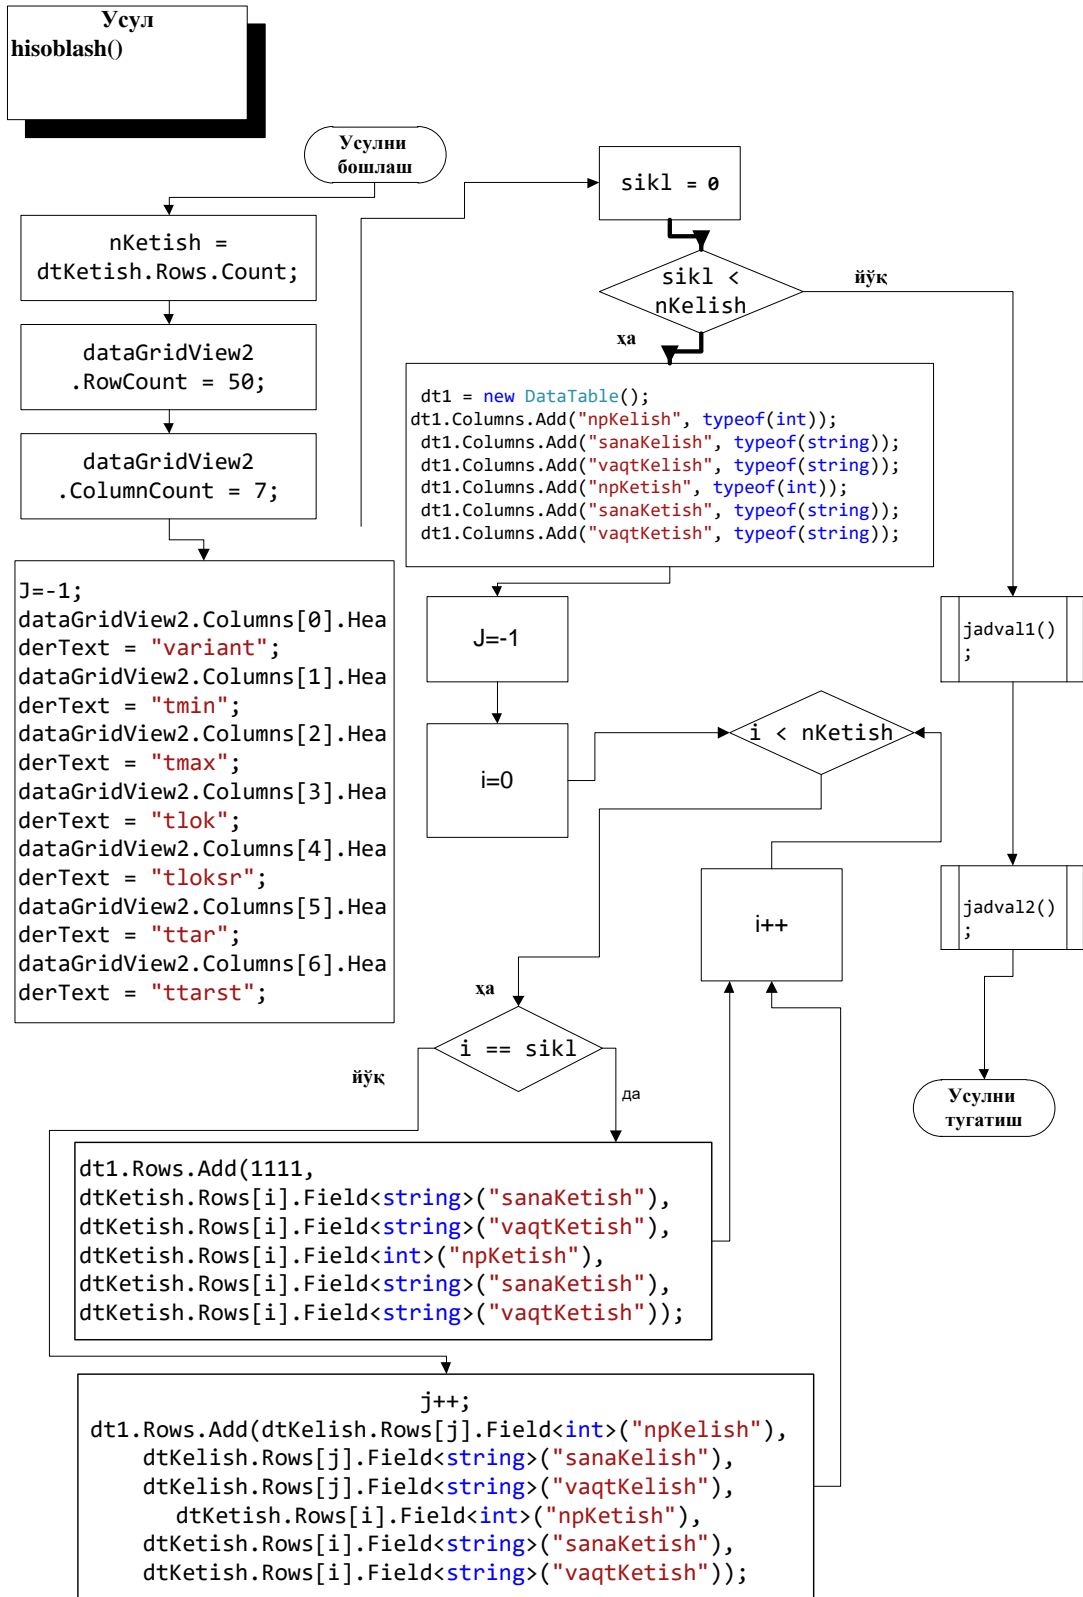 Усул
hisoblash()
Усулни
бошлаш
nKetish =
dtKetish.Rows.Count;
dataGridView2
.RowCount = 50;
dataGridView2
.ColumnCount = 7;
J=-1;
dataGridView2.Columns[0].Hea
derText = "variant";
dataGridView2.Columns[1].Hea
derText = "tmin";
dataGridView2.Columns[2].Hea
derText = "tmax";
dataGridView2.Columns[3].Hea
derText = "tlok";
dataGridView2.Columns[4].Hea
derText = "tloksr";
dataGridView2.Columns[5].Hea
derText = "ttar";
dataGridView2.Columns[6].Hea
derText = "ttarst";
sikl = 0
sikl <
nKelish
йўқ
ҳа
dt1 = new DataTable();
dt1.Columns.Add("npKelish", typeof(int));
dt1.Columns.Add("sanaKelish", typeof(string));
dt1.Columns.Add("vaqtKelish", typeof(string));
dt1.Columns.Add("npKetish", typeof(int));
dt1.Columns.Add("sanaKetish", typeof(string));
dt1.Columns.Add("vaqtKetish", typeof(string));
J=-1
i=0
i < nKetish
i++
jadval1()
;
jadval2()
;
Усулни
тугатиш
ҳа
i == sikl
йўқ
да
dt1.Rows.Add(1111,
dtKetish.Rows[i].Field<string>("sanaKetish"),
dtKetish.Rows[i].Field<string>("vaqtKetish"),
dtKetish.Rows[i].Field<int>("npKetish"),
dtKetish.Rows[i].Field<string>("sanaKetish"),
dtKetish.Rows[i].Field<string>("vaqtKetish"));
j++;
dt1.Rows.Add(dtKelish.Rows[j].Field<int>("npKelish"),
dtKelish.Rows[j].Field<string>("sanaKelish"),
dtKelish.Rows[j].Field<string>("vaqtKelish"),
dtKetish.Rows[i].Field<int>("npKetish"),
dtKetish.Rows[i].Field<string>("sanaKetish"),
dtKetish.Rows[i].Field<string>("vaqtKetish"));